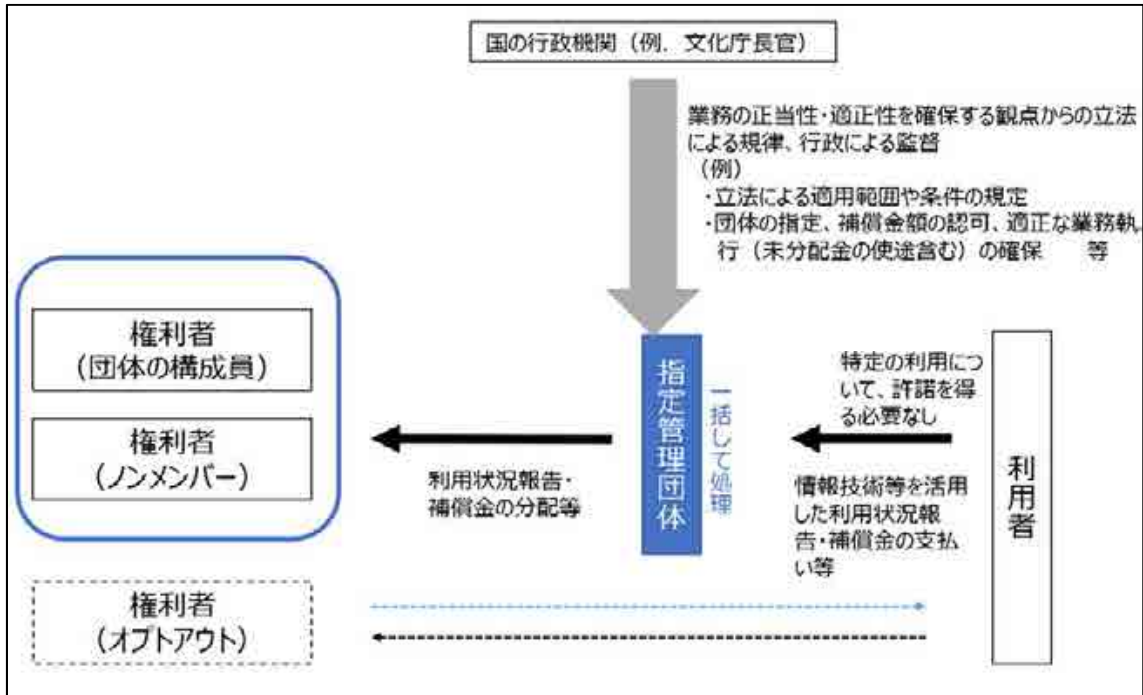 国の行政機関（例．文化庁長官）
業務の正当性・適正性を確保する観点からの立法
による規律、行政による監督
（例）
・立法による適用範囲や条件の規定
・団体の指定、補償金額の認可、適正な業務執
行（未分配金の使途含む）の確保　等
権利者
（団体の構成員）
権利者
（ノンメンバー）
利用状況報告・
補償金の分配等
指定管理団体
一括して処理
特定の利用につ
いて、許諾を得
る必要なし
情報技術等を活用
した利用状況報
告・補償金の支払
い等
利用者
権利者
（オプトアウト）